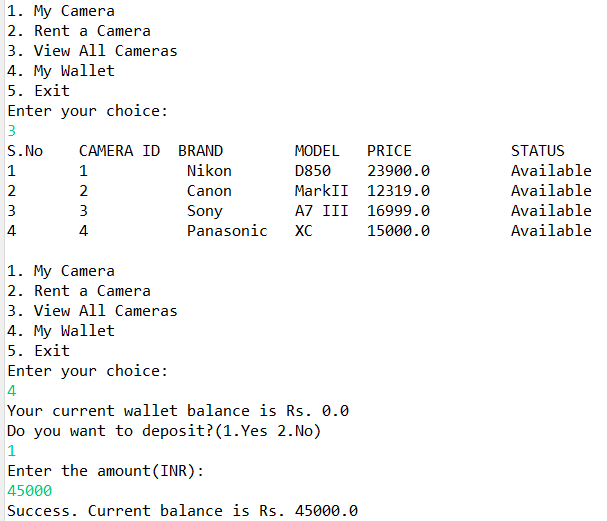 1. My Camera
2. Rent a Camera
3. View All Cameras
4. My Wallet
5. Exit
Enter your choice:
3
S.No    CAMERA ID  BRAND        MODEL   PRICE           STATUS
1       1           Nikon       D850    23900.0         Available
2       2           Canon       MarkII  12319.0         Available
3       3           Sony        A7 III  16999.0         Available
4       4           Panasonic   XC      15000.0         Available
1. My Camera
2. Rent a Camera
3. View All Cameras
4. My Wallet
5. Exit
Enter your choice:
4
Your current wallet balance is Rs. 0.0
Do you want to deposit?(1.Yes 2.No)
1
Enter the amount(INR):
45000
Success. Current balance is Rs. 45000.0